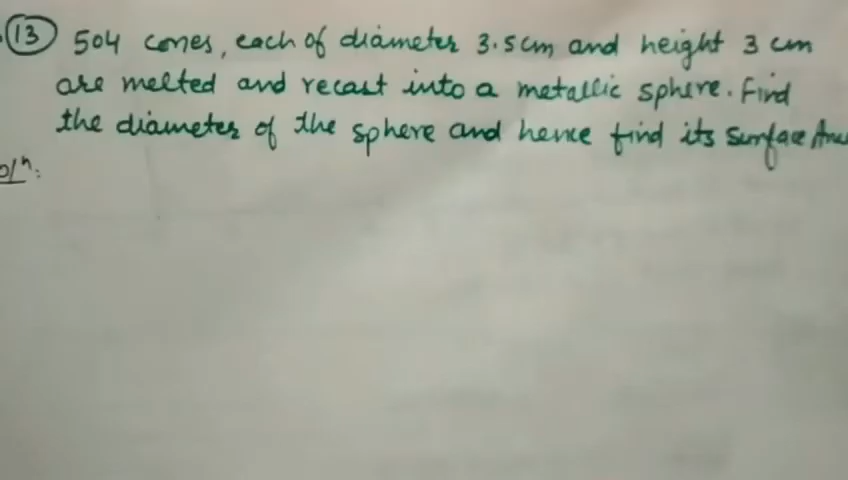 (13) 504 cones, each of diameter 3.5cm and height 3 cm
are melted and recast into a metallic sphere. Find
the diameter of the sphere and hence find its surface